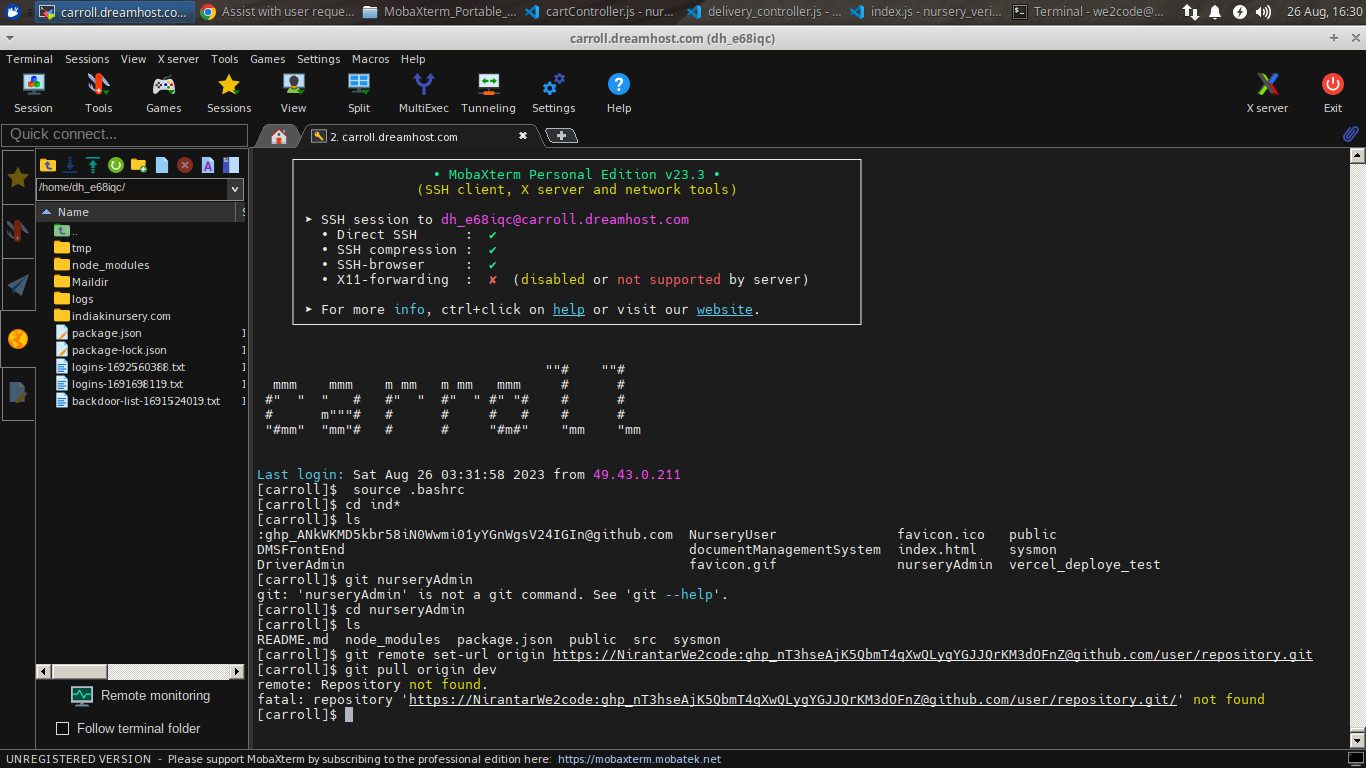 carroll.dreamhost.co...
Assist with user reque...
MobaXterm_Portable_...
cartController.js - nur...
delivery_controller.js - ...
index.js - nursery_veri...
Terminal - we2code@...
26 Aug, 16:30
carroll.dreamhost.com (dh_e68iqc)
Terminal Sessions View X server Tools Games Settings Macros Help
Session Tools Games Sessions View Split MultiExec Tunneling Settings Help X server Exit
Quick connect...
2. carroll.dreamhost.com
/home/dh_e68iqc/
Name
..
tmp
node_modules
Maildir
logs
indiakinursery.com
package.json
package-lock.json
logins-1692560388.txt
logins-1691698119.txt
backdoor-list-1691524019.txt
Remote monitoring
Follow terminal folder
• MobaXterm Personal Edition v23.3 •
(SSH client, X server and network tools)
➤ SSH session to dh_e68iqc@carroll.dreamhost.com
• Direct SSH : ✔
• SSH compression : ✔
• SSH-browser : ✔
• X11-forwarding : ✘ (disabled or not supported by server)
➤ For more info, ctrl+click on help or visit our website.
Last login: Sat Aug 26 03:31:58 2023 from 49.43.0.211
[carroll]$ source .bashrc
[carroll]$ cd ind*
[carroll]$ ls
: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@github.com NurseryUser favicon.ico public
DMSFrontEnd documentManagementSystem index.html sysmon
DriverAdmin favicon.gif nurseryAdmin vercel_deploye_test
[carroll]$ git nurseryAdmin
git: 'nurseryAdmin' is not a git command. See 'git --help'.
[carroll]$ cd nurseryAdmin
[carroll]$ ls
README.md node_modules package.json public src sysmon
[carroll]$ git remote set-url origin https://NirantarWe2code: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@github.com/user/repository.git
[carroll]$ git pull origin dev
remote: Repository not found.
fatal: repository 'https://NirantarWe2code: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@github.com/user/repository.git/' not found
[carroll]$
UNREGISTERED VERSION - Please support MobaXterm by subscribing to the professional edition here: https://mobaxterm.mobatek.net